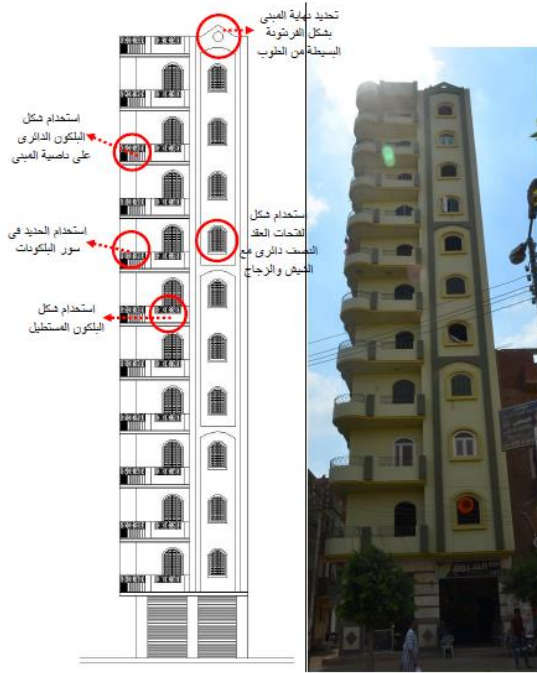 تحديد نهاية المبنى
بشكل الفرنتونة
البسيطة من الطوب
استخدام شكل
البلكون الدائرى
على ناصية المبنى
استخدام شكل
لفتحات العقد
النصف دائرى مع
الشيش والزجاج
استخدام الحديد فى
سور البلكونات
استخدام شكل
البلكون المستطيل